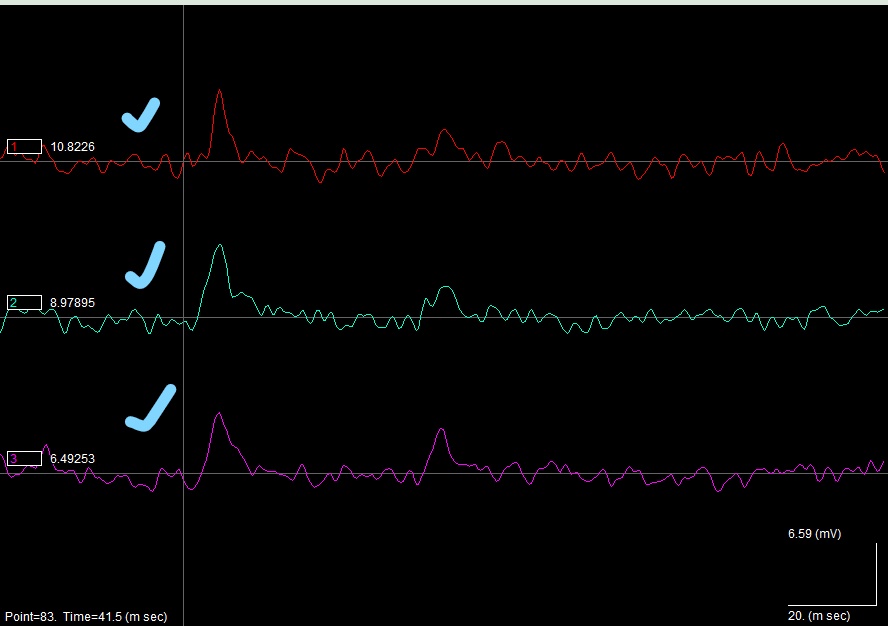 1 10.8226
2 8.97895
3 6.49253
6.59 (mV)
20. (m sec)
Point=83. Time=41.5 (m sec)